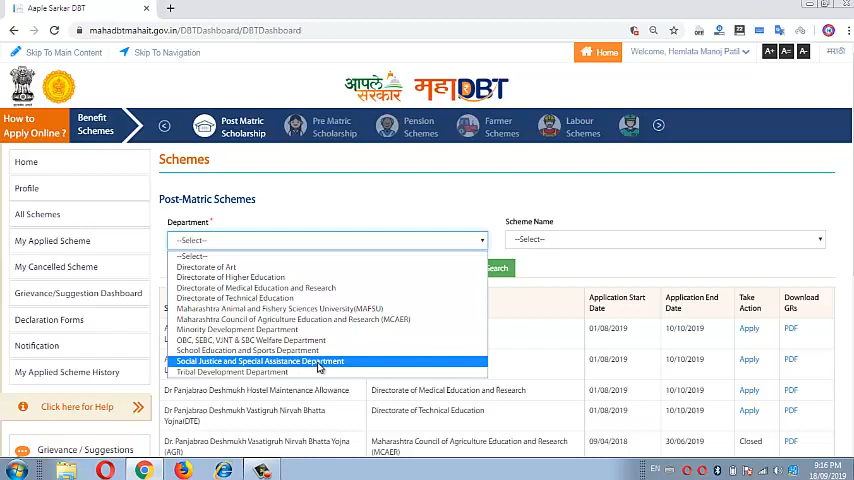 Aaple Sarkar DBT
mahadbtmahait.gov.in/DBTDashboard/DBTDashboard
Skip To Main Content
Skip To Navigation
Home
Welcome, Hemlata Manoj Patil
A+ A= A-
मराठी
आपले सरकार
महाDBT
How to Apply Online ?
Benefit Schemes
Post Matric Scholarship
Pre Matric Scholarship
Pension Schemes
Farmer Schemes
Labour Schemes
Home
Profile
All Schemes
My Applied Scheme
My Cancelled Scheme
Grievance/Suggestion Dashboard
Declaration Forms
Notification
My Applied Scheme History
Click here for Help
Grievance / Suggestions
Schemes
Post-Matric Schemes
Department *
Scheme Name
--Select--
--Select--
--Select--
Directorate of Art
Directorate of Higher Education
Directorate of Medical Education and Research
Directorate of Technical Education
Maharashtra Animal and Fishery Sciences University(MAFSU)
Maharashtra Council of Agriculture Education and Research (MCAER)
Minority Development Department
OBC, SEBC, VJNT & SBC Welfare Department
School Education and Sports Department
Social Justice and Special Assistance Department
Tribal Development Department
Search
Application Start Date
Application End Date
Take Action
Download GRs
01/08/2019 10/10/2019 Apply PDF
01/08/2019 10/10/2019 Apply PDF
Dr Panjabrao Deshmukh Hostel Maintenance Allowance Directorate of Medical Education and Research 01/08/2019 10/10/2019 Apply PDF
Dr Panjabrao Deshmukh Vastigruh Nirvah Bhatta Yojna(DTE) Directorate of Technical Education 01/08/2019 10/10/2019 Apply PDF
Dr Panjabrao Deshmukh Vasatigruh Nirvah Bhatta Yojna (AGR) Maharashtra Council of Agriculture Education and Research (MCAER) 09/04/2018 30/06/2019 Closed PDF
EN
9:16 PM
18/09/2019